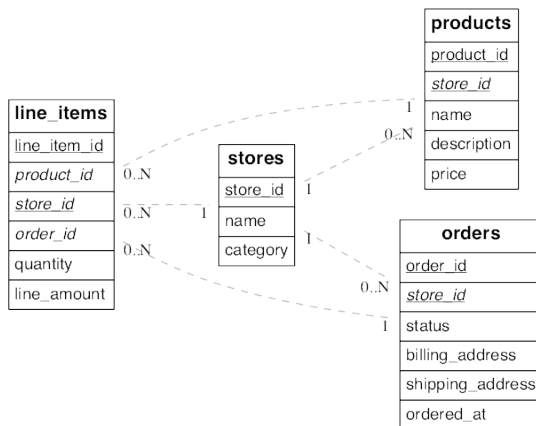 line_items
line_item_id
product_id
store_id
order_id
quantity
line_amount
0..N
0..N
0..N
stores
store_id
name
category
1
1
1
products
product_id
store_id
name
description
price
1
0..N
orders
order_id
store_id
status
billing_address
shipping_address
ordered_at
0..N
1